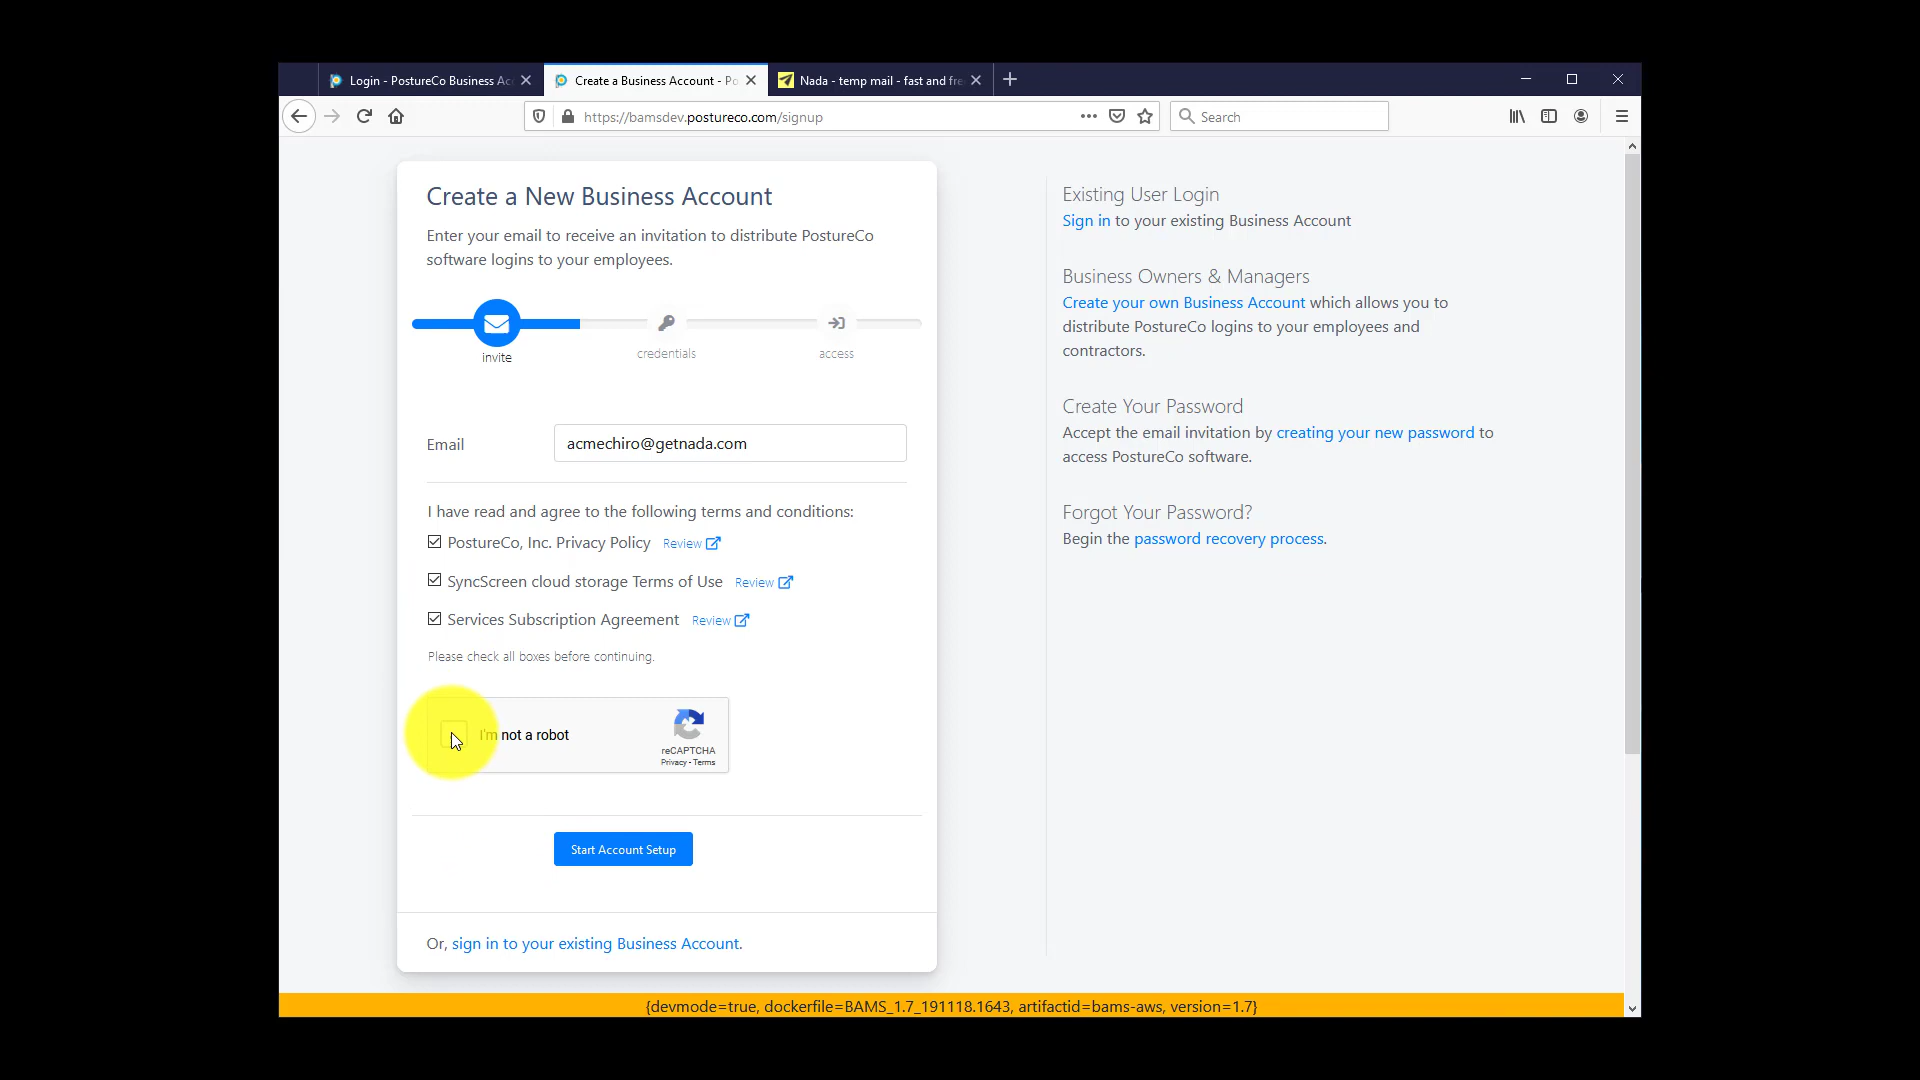 Login - PostureCo Business Ac
Create a Business Account - Po
Nada - temp mail - fast and fre
https://bamsdev.postureco.com/signup
Search
Create a New Business Account
Enter your email to receive an invitation to distribute PostureCo
software logins to your employees.
invite
credentials
access
Email
acmechiro@getnada.com
I have read and agree to the following terms and conditions:
PostureCo, Inc. Privacy Policy Review
SyncScreen cloud storage Terms of Use Review
Services Subscription Agreement Review
Please check all boxes before continuing.
I'm not a robot
reCAPTCHA
Privacy - Terms
Start Account Setup
Or, sign in to your existing Business Account.
Existing User Login
Sign in to your existing Business Account
Business Owners & Managers
Create your own Business Account which allows you to
distribute PostureCo logins to your employees and
contractors.
Create Your Password
Accept the email invitation by creating your new password to
access PostureCo software.
Forgot Your Password?
Begin the password recovery process.
{devmode=true, dockerfile=BAMS_1.7_191118.1643, artifactid=bams-aws, version=1.7}